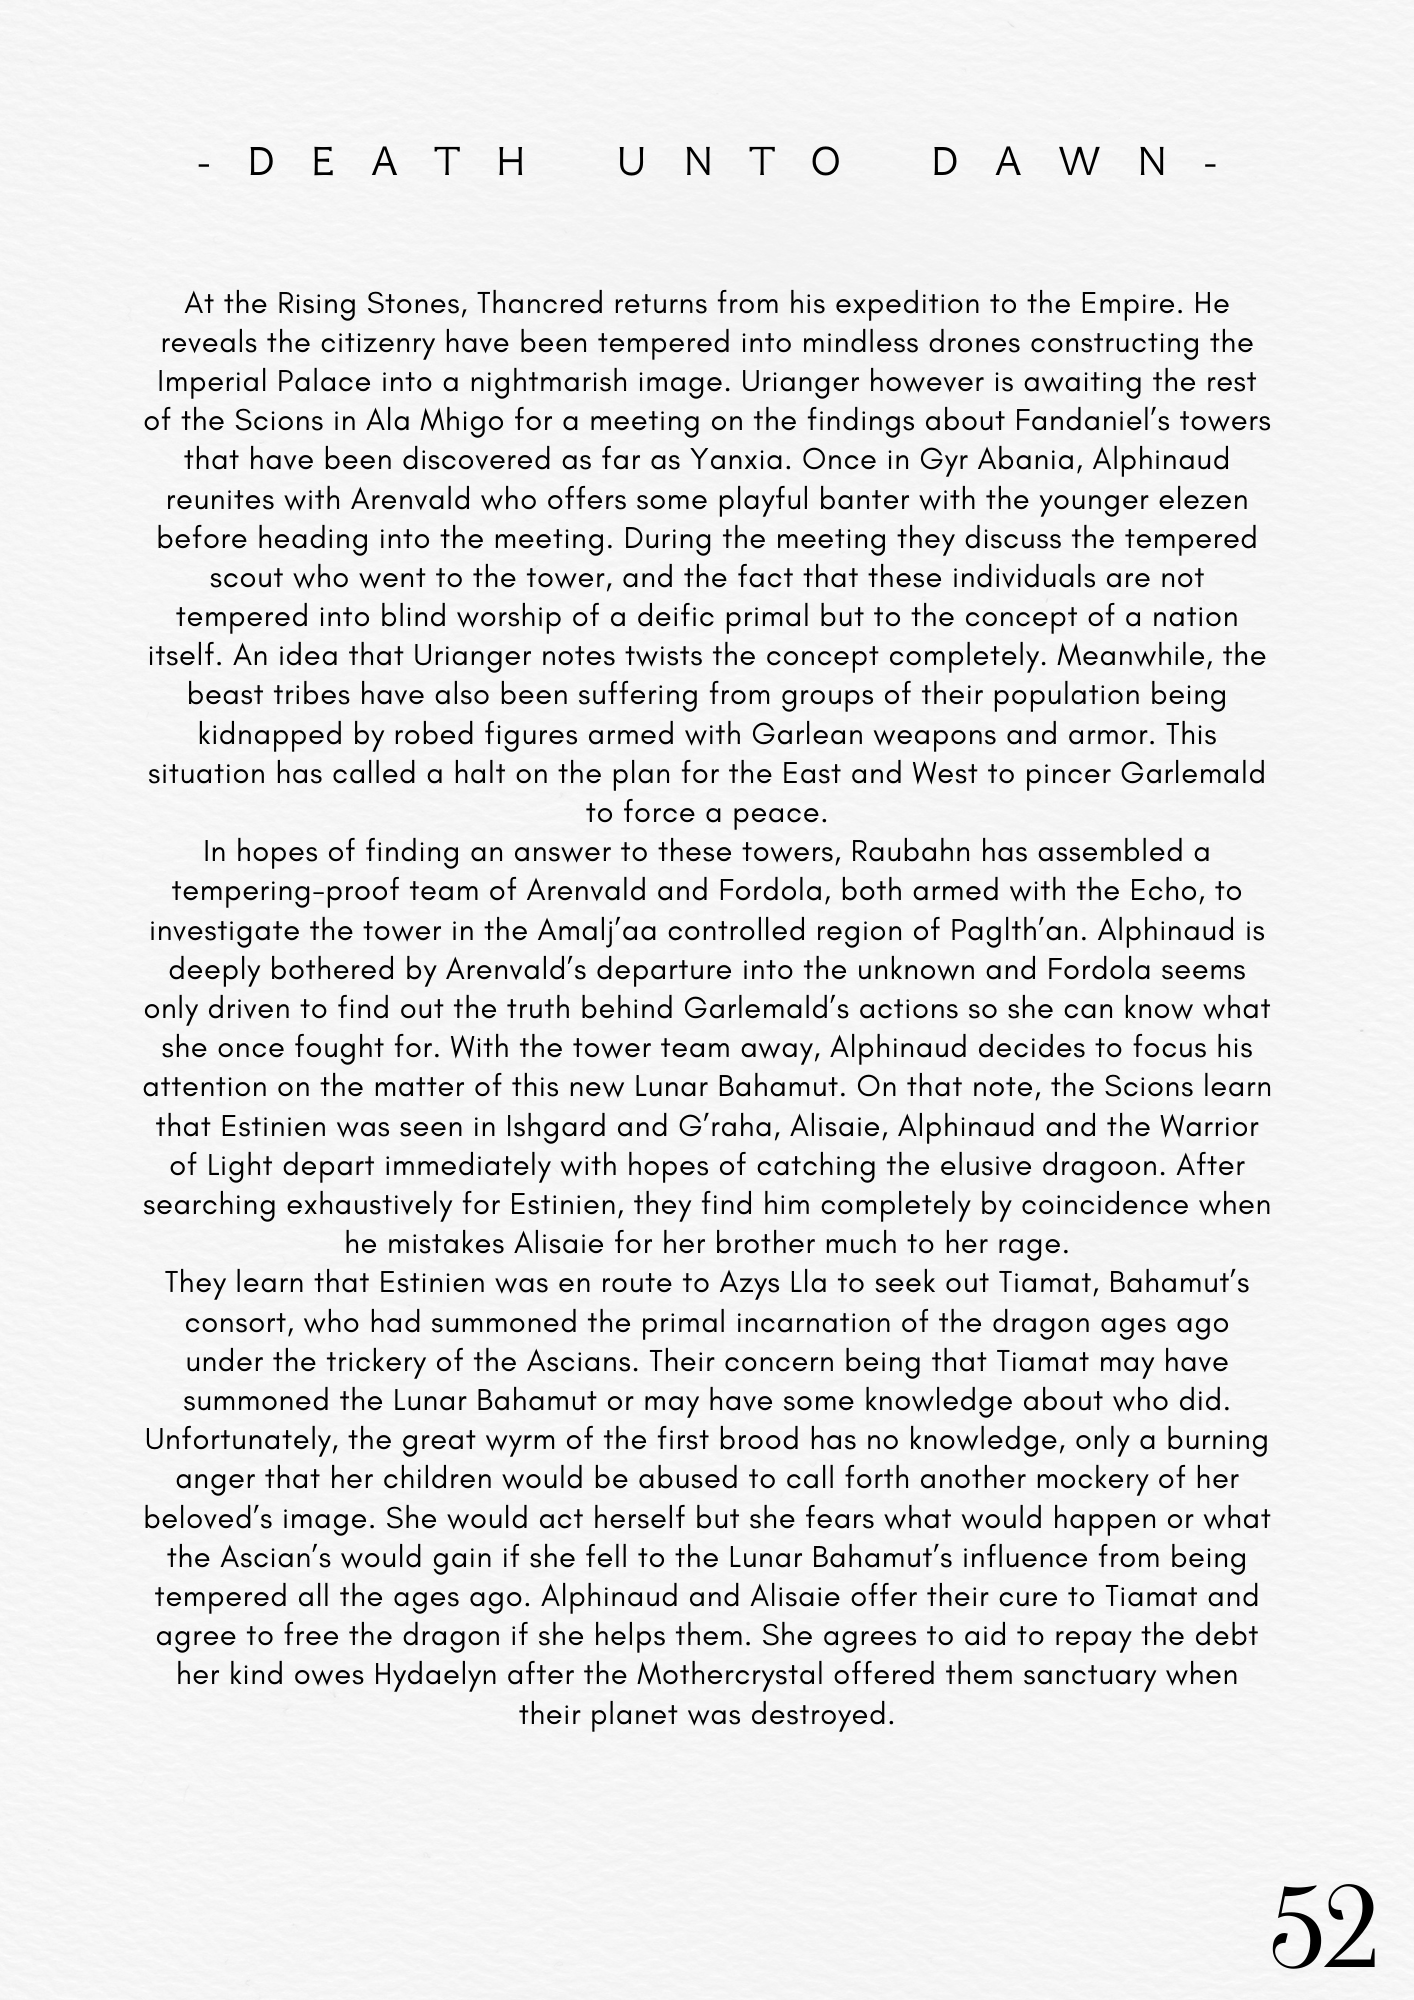 - DEATH UNTO DAWN -
At the Rising Stones, Thancred returns from his expedition to the Empire. He
reveals the citizenry have been tempered into mindless drones constructing the
Imperial Palace into a nightmarish image. Urianger however is awaiting the rest
of the Scions in Ala Mhigo for a meeting on the findings about Fandaniel's towers
that have been discovered as far as Yanxia. Once in Gyr Abania, Alphinaud
reunites with Arenvald who offers some playful banter with the younger elezen
before heading into the meeting. During the meeting they discuss the tempered
scout who went to the tower, and the fact that these individuals are not
tempered into blind worship of a deific primal but to the concept of a nation
itself. An idea that Urianger notes twists the concept completely. Meanwhile, the
beast tribes have also been suffering from groups of their population being
kidnapped by robed figures armed with Garlean weapons and armor. This
situation has called a halt on the plan for the East and West to pincer Garlemald
to force a peace.
In hopes of finding an answer to these towers, Raubahn has assembled a
tempering-proof team of Arenvald and Fordola, both armed with the Echo, to
investigate the tower in the Amalj'aa controlled region of Paglth'an. Alphinaud is
deeply bothered by Arenvald's departure into the unknown and Fordola seems
only driven to find out the truth behind Garlemald's actions so she can know what
she once fought for. With the tower team away, Alphinaud decides to focus his
attention on the matter of this new Lunar Bahamut. On that note, the Scions learn
that Estinien was seen in Ishgard and G'raha, Alisaie, Alphinaud and the Warrior
of Light depart immediately with hopes of catching the elusive dragoon. After
searching exhaustively for Estinien, they find him completely by coincidence when
he mistakes Alisaie for her brother much to her rage.
They learn that Estinien was en route to Azys Lla to seek out Tiamat, Bahamut's
consort, who had summoned the primal incarnation of the dragon ages ago
under the trickery of the Ascians. Their concern being that Tiamat may have
summoned the Lunar Bahamut or may have some knowledge about who did.
Unfortunately, the great wyrm of the first brood has no knowledge, only a burning
anger that her children would be abused to call forth another mockery of her
beloved's image. She would act herself but she fears what would happen or what
the Ascian's would gain if she fell to the Lunar Bahamut's influence from being
tempered all the ages ago. Alphinaud and Alisaie offer their cure to Tiamat and
agree to free the dragon if she helps them. She agrees to aid to repay the debt
her kind owes Hydaelyn after the Mothercrystal offered them sanctuary when
their planet was destroyed.
52